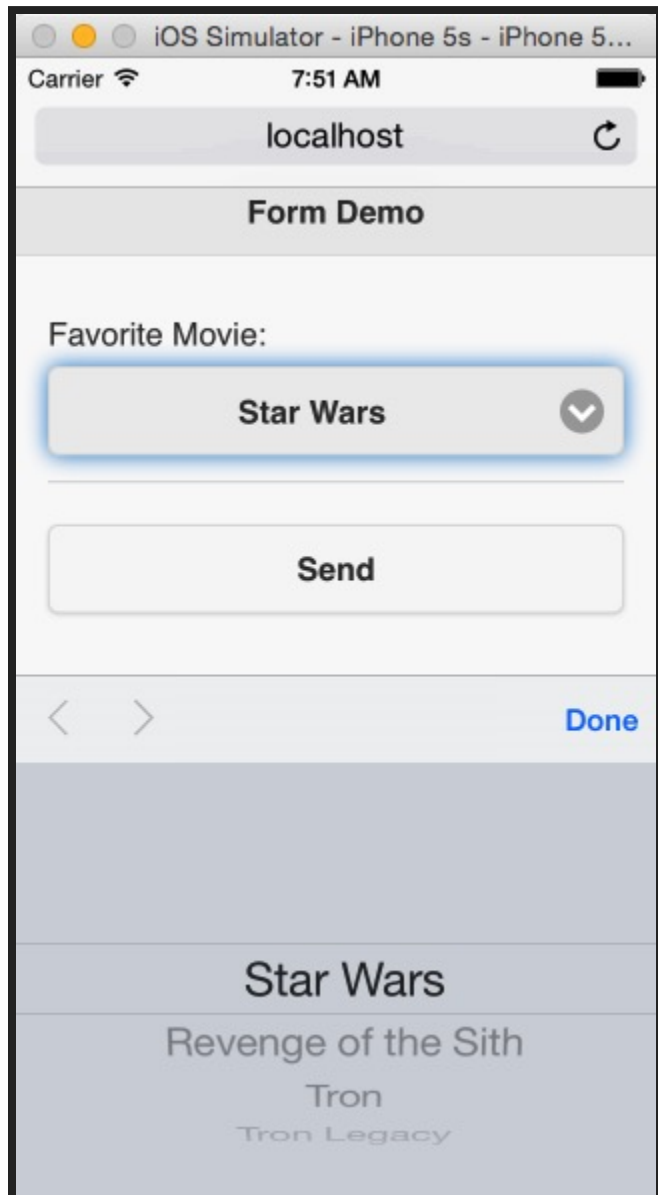 iOS Simulator - iPhone 5s - iPhone 5...
Carrier 7:51 AM
localhost
Form Demo
Favorite Movie:
Star Wars
Send
Done
Star Wars
Revenge of the Sith
Tron
Tron Legacy